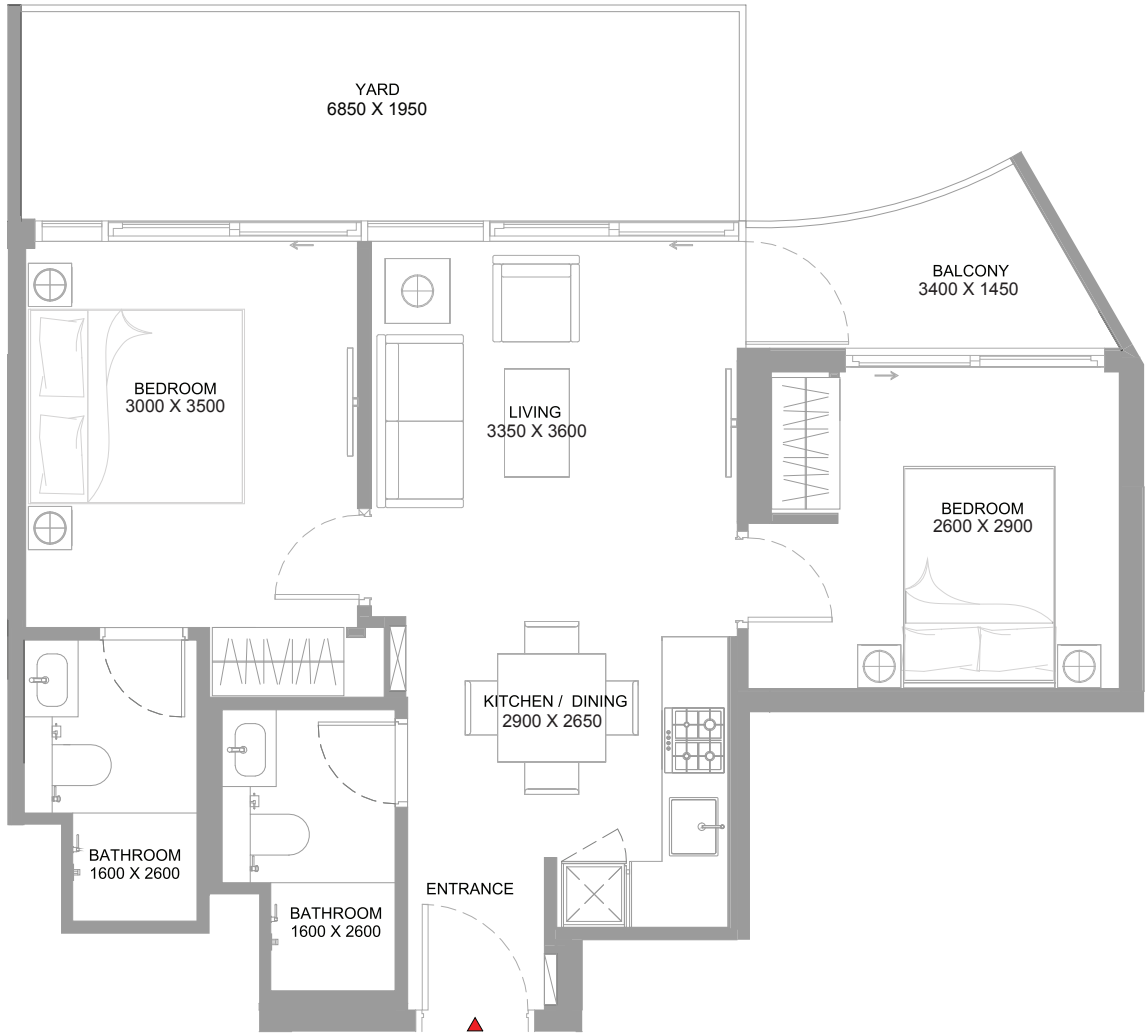 YARD
6850 X 1950
BALCONY
3400 X 1450
BEDROOM
3000 X 3500
LIVING
3350 X 3600
BEDROOM
2600 X 2900
KITCHEN / DINING
2900 X 2650
BATHROOM
1600 X 2600
ENTRANCE
BATHROOM
1600 X 2600